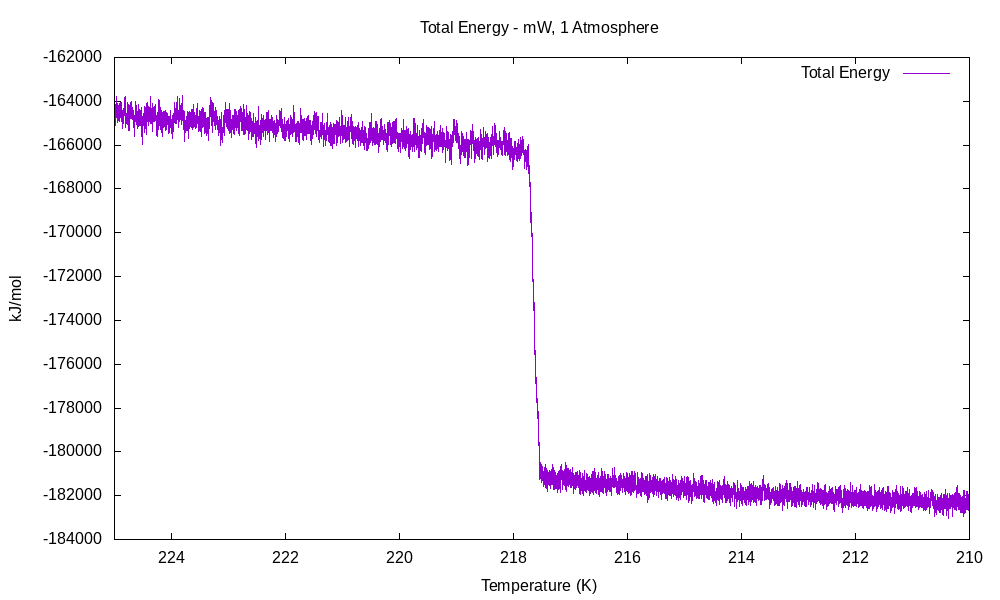 Total Energy - mW, 1 Atmosphere
Total Energy
-162000
-164000
-166000
-168000
-170000
-172000
-174000
-176000
-178000
-180000
-182000
-184000
kJ/mol
224 222 220 218 216 214 212 210
Temperature (K)